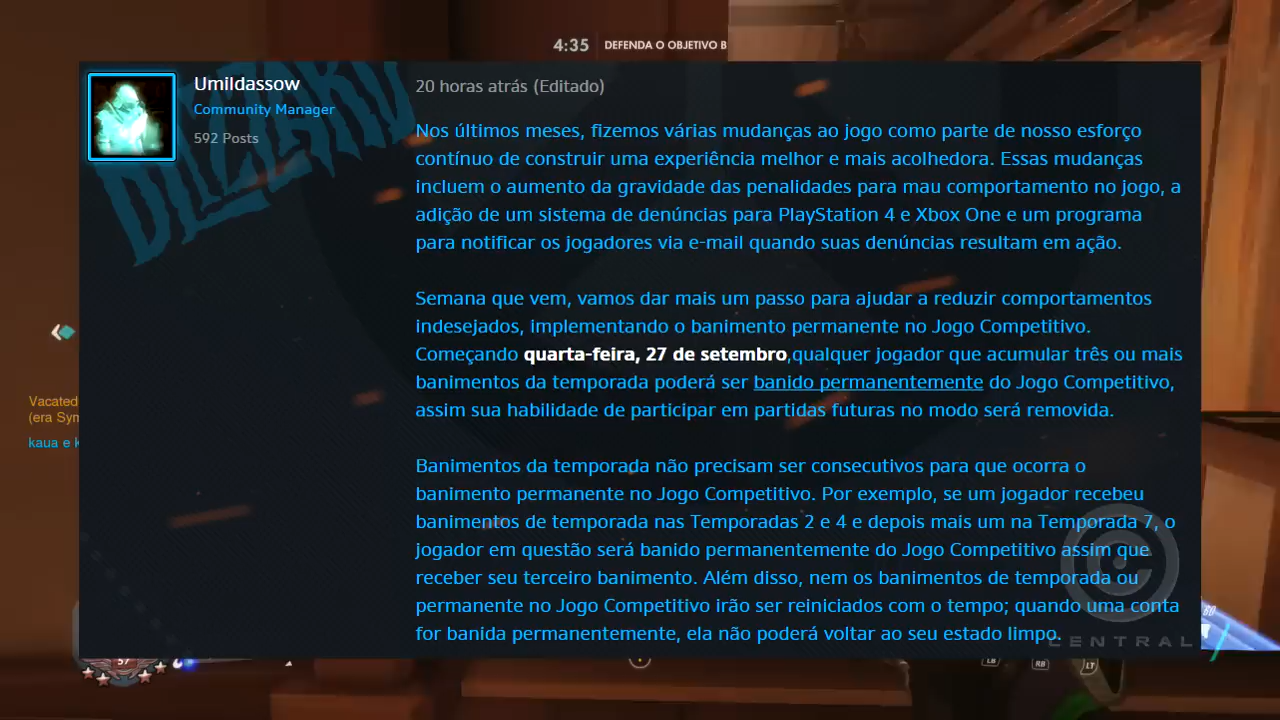 4:35 DEFENDA O OBJETIVO B
BLIZZARD
Umildassow
Community Manager
592 Posts
20 horas atrás (Editado)
Nos últimos meses, fizemos várias mudanças ao jogo como parte de nosso esforço
contínuo de construir uma experiência melhor e mais acolhedora. Essas mudanças
incluem o aumento da gravidade das penalidades para mau comportamento no jogo, a
adição de um sistema de denúncias para PlayStation 4 e Xbox One e um programa
para notificar os jogadores via e-mail quando suas denúncias resultam em ação.
Semana que vem, vamos dar mais um passo para ajudar a reduzir comportamentos
indesejados, implementando o banimento permanente no Jogo Competitivo.
Começando quarta-feira, 27 de setembro,qualquer jogador que acumular três ou mais
banimentos da temporada poderá ser banido permanentemente do Jogo Competitivo,
assim sua habilidade de participar em partidas futuras no modo será removida.
Banimentos da temporada não precisam ser consecutivos para que ocorra o
banimento permanente no Jogo Competitivo. Por exemplo, se um jogador recebeu
banimentos de temporada nas Temporadas 2 e 4 e depois mais um na Temporada 7, o
jogador em questão será banido permanentemente do Jogo Competitivo assim que
receber seu terceiro banimento. Além disso, nem os banimentos de temporada ou
permanente no Jogo Competitivo irão ser reiniciados com o tempo; quando uma conta
for banida permanentemente, ela não poderá voltar ao seu estado limpo.
Vacated
(era Sym
kaua e k
CENTRAL
57
60
LB
RB
LT